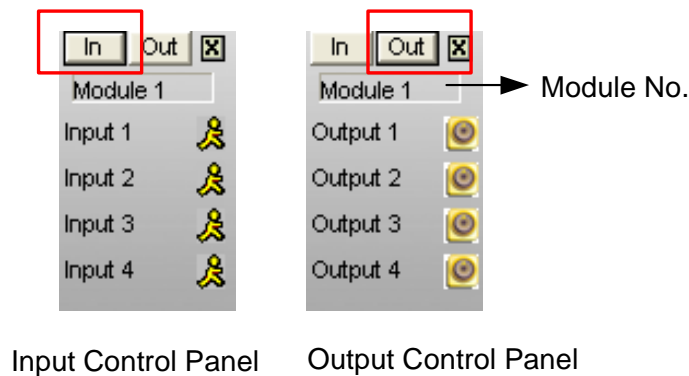 In Out X
Module 1
Input 1
Input 2
Input 3
Input 4
Input Control Panel
In Out X
Module 1
Module No.
Output 1
Output 2
Output 3
Output 4
Output Control Panel